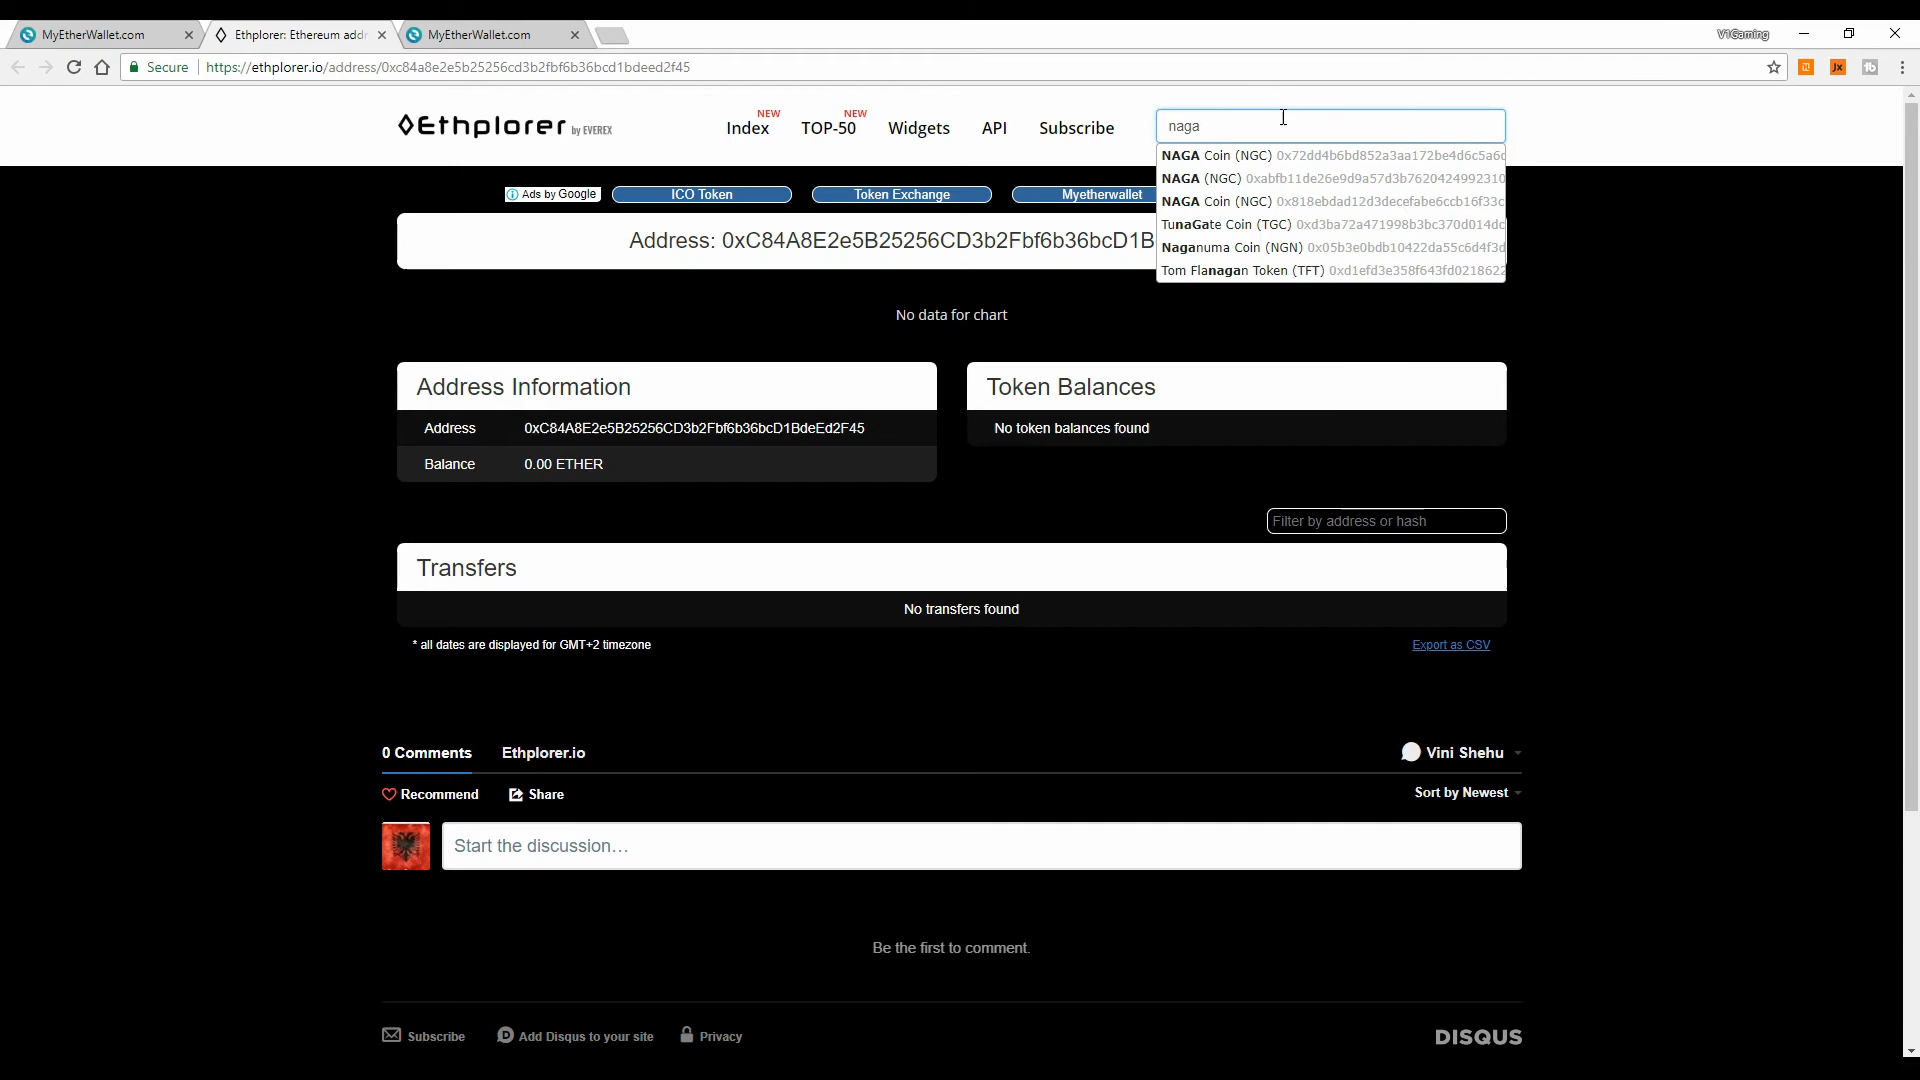 MyEtherWallet.com
Ethplorer: Ethereum addr
MyEtherWallet.com
V1Gaming
Secure
https://ethplorer.io/address/0xc84a8e2e5b25256cd3b2fbf6b36bcd1bdeed2f45
Jx
Ethplorer by EVEREX
Index NEW
TOP-50 NEW
Widgets
API
Subscribe
naga
NAGA Coin (NGC) 0x72dd4b6bd852a3aa172be4d6c5a6d
NAGA (NGC) 0xabfb11de26e9d9a57d3b7620424992310
NAGA Coin (NGC) 0x818ebdad12d3decefabe6ccb16f33c
TunaGate Coin (TGC) 0xd3ba72a471998b3bc370d014dc
Naganuma Coin (NGN) 0x05b3e0bdb10422da55c6d4f3d
Tom Flanagan Token (TFT) 0xd1efd3e358f643fd0218622
Ads by Google
ICO Token
Token Exchange
Myetherwallet
Address: 0xC84A8E2e5B25256CD3b2Fbf6b36bcD1B
No data for chart
Address Information
Address 0xC84A8E2e5B25256CD3b2Fbf6b36bcD1BdeEd2F45
Balance 0.00 ETHER
Token Balances
No token balances found
Filter by address or hash
Transfers
No transfers found
* all dates are displayed for GMT+2 timezone
Export as CSV
0 Comments
Ethplorer.io
Vini Shehu
Recommend
Share
Sort by Newest
Start the discussion…
Be the first to comment.
Subscribe
Add Disqus to your site
Privacy
DISQUS